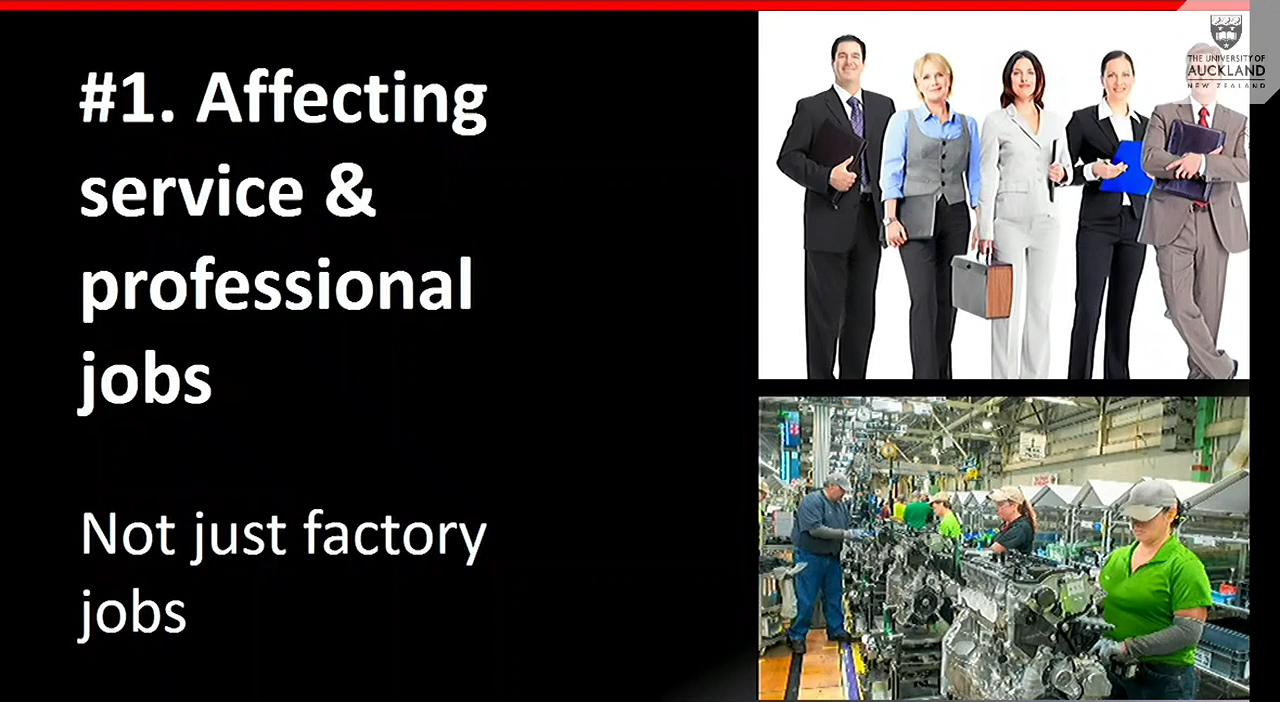 #1. Affecting
service &
professional
jobs
Not just factory
jobs
THE UNIVERSITY OF
AUCKLAND
NEW ZEALAND